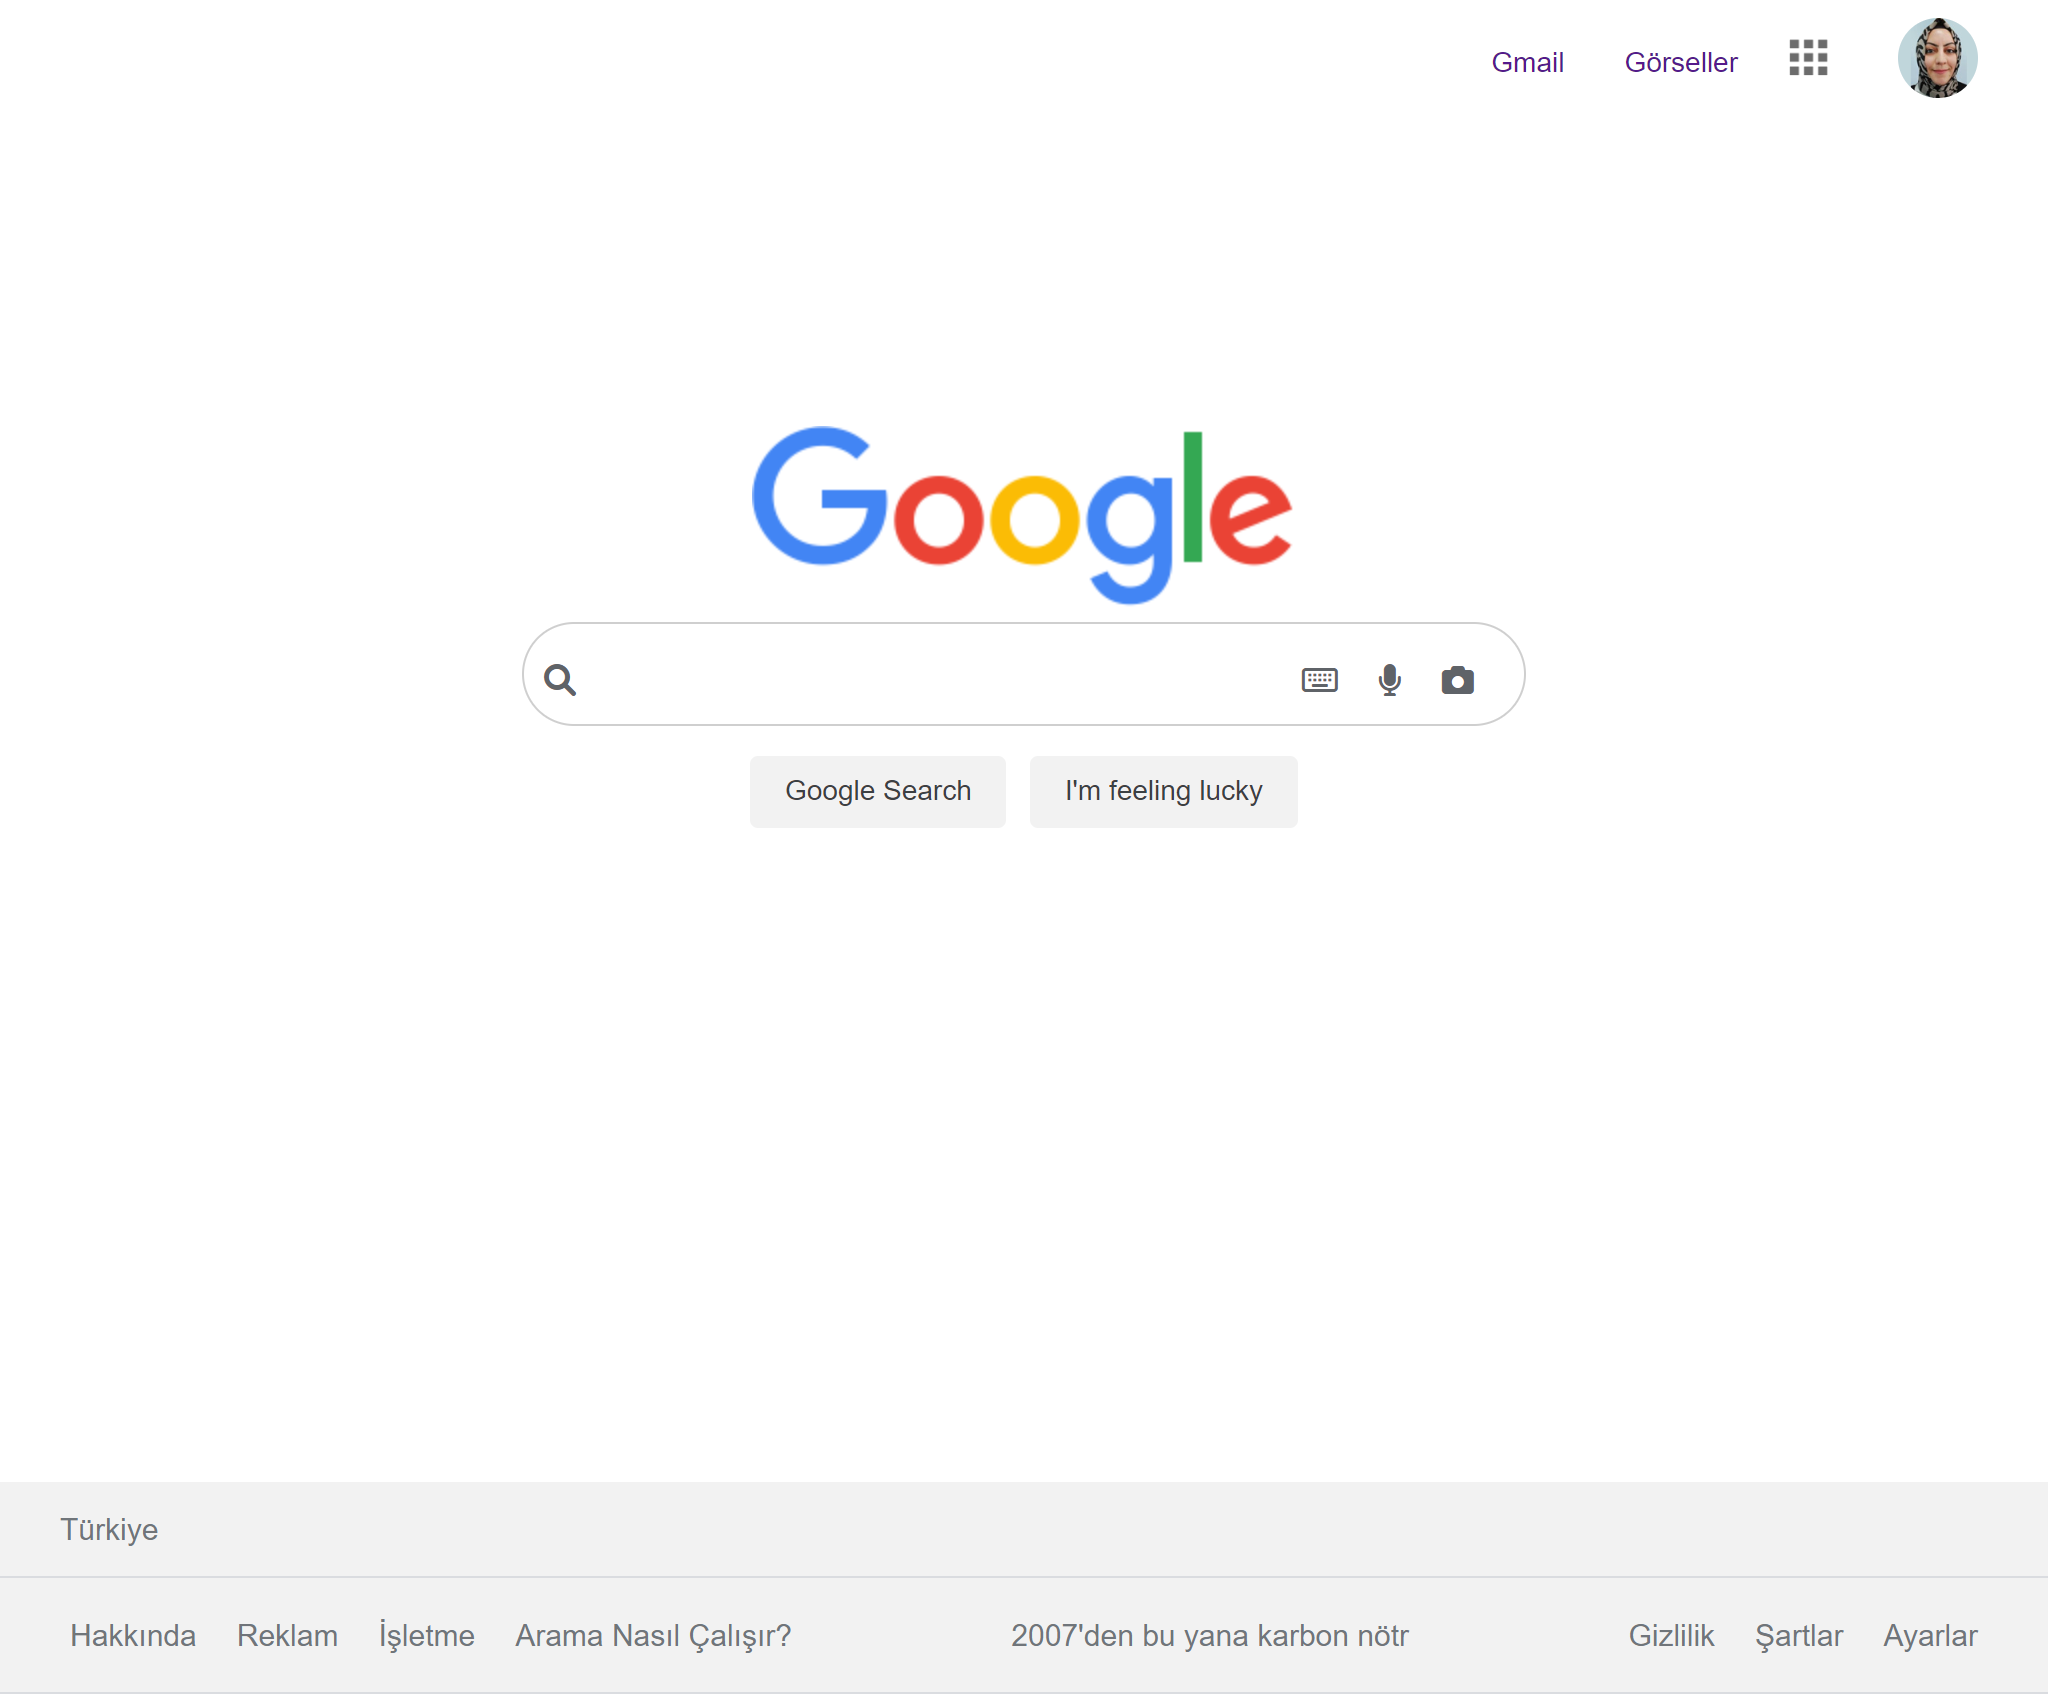 Gmail Görseller
Google
Google Search I'm feeling lucky
Türkiye
Hakkında Reklam İşletme Arama Nasıl Çalışır? 2007'den bu yana karbon nötr Gizlilik Şartlar Ayarlar